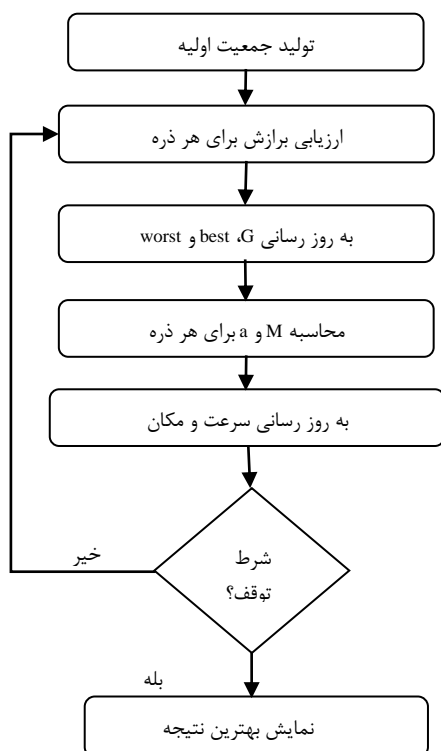 تولید جمعیت اولیه
ارزیابی برازش برای هر ذره
به روز رسانی G، best و worst
محاسبه M و a برای هر ذره
به روز رسانی سرعت و مکان
شرط
توقف؟
خیر
بله
نمایش بهترین نتیجه